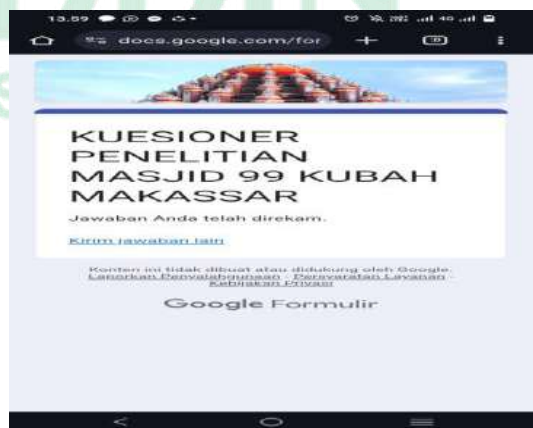 13.59
docs.google.com/for
KUESIONER
PENELITIAN
MASJID 99 KUBAH
MAKASSAR
Jawaban Anda telah direkam.
Kirim jawaban lain
Konten ini tidak dibuat atau didukung oleh Google.
Laporkan Penyalahgunaan - Persyaratan Layanan -
Kebijakan Privasi
Google Formulir